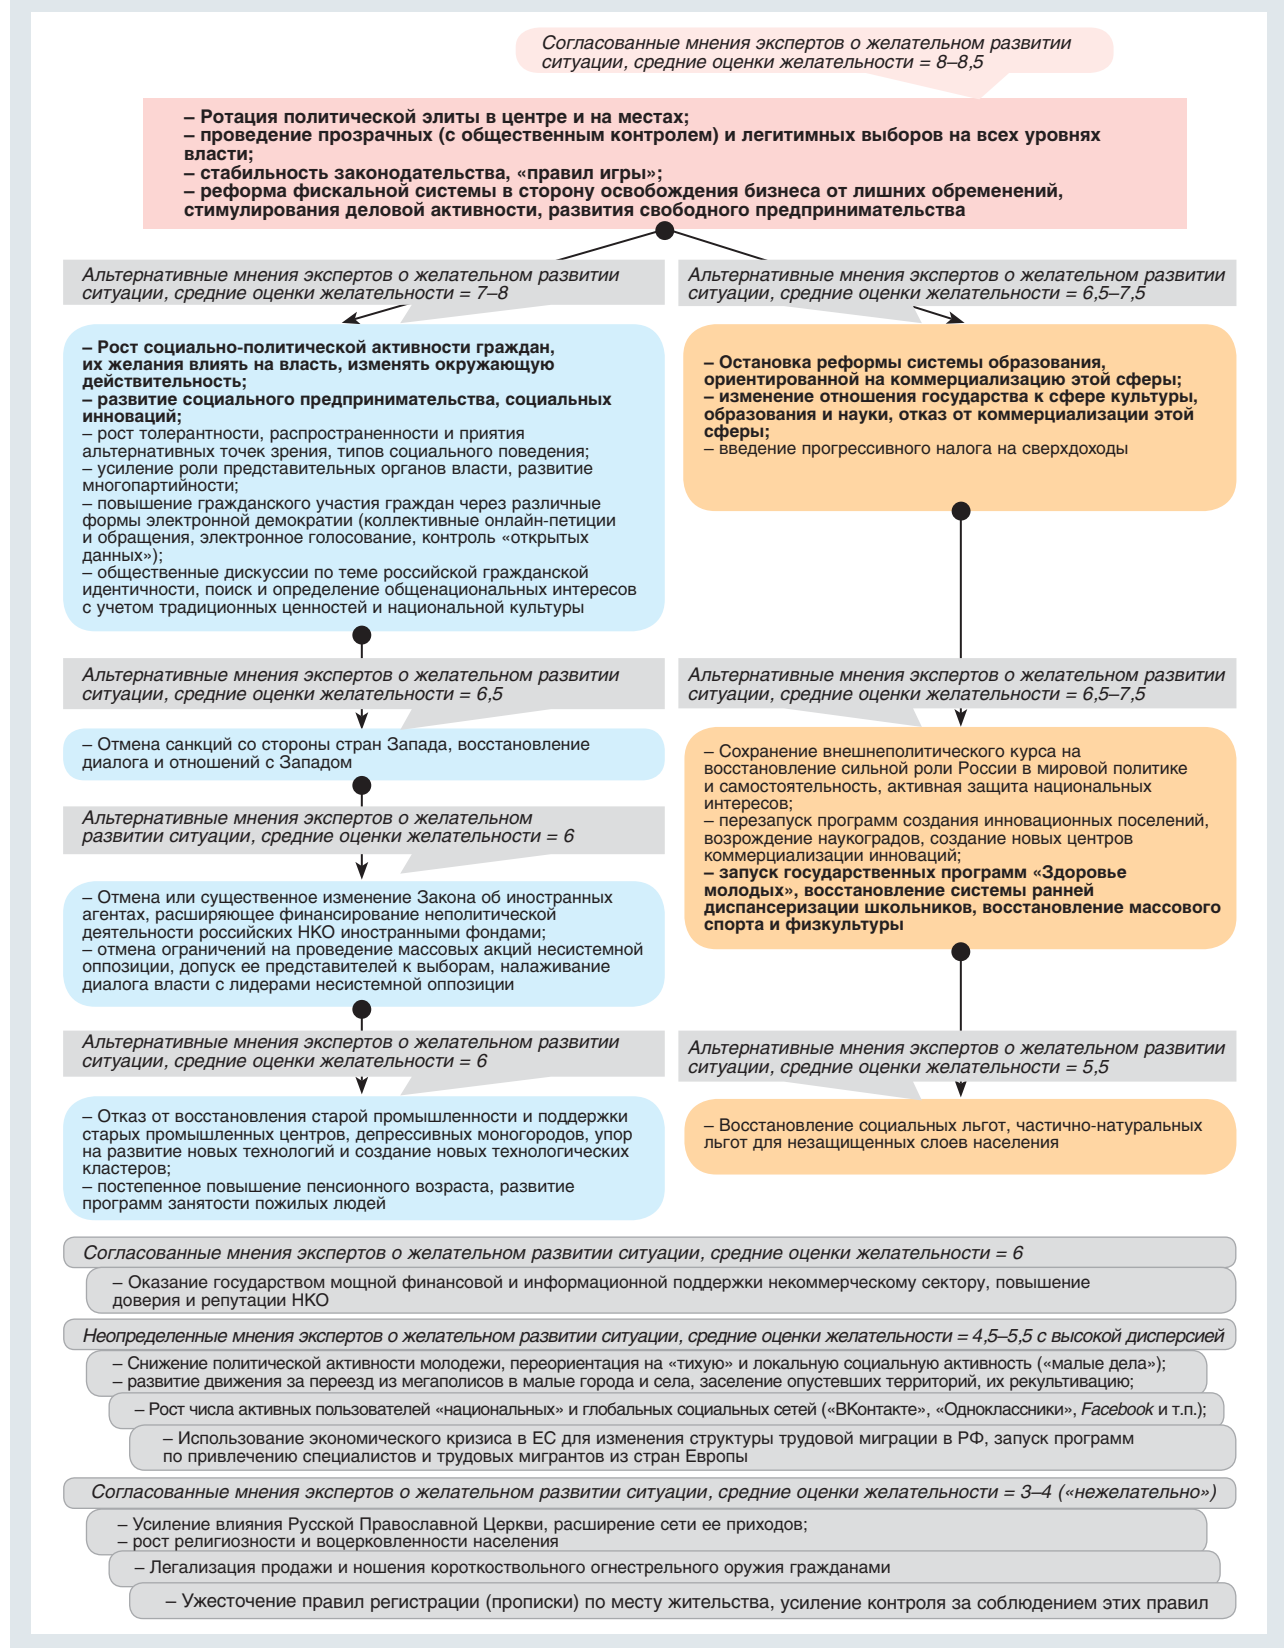 Согласованные мнения экспертов о желательном развитии
ситуации, средние оценки желательности = 8–8,5
– Ротация политической элиты в центре и на местах;
– проведение прозрачных (с общественным контролем) и легитимных выборов на всех уровнях
власти;
– стабильность законодательства, «правил игры»;
– реформа фискальной системы в сторону освобождения бизнеса от лишних обременений,
стимулирования деловой активности, развития свободного предпринимательства
Альтернативные мнения экспертов о желательном развитии
ситуации, средние оценки желательности = 7–8
– Рост социально-политической активности граждан,
их желания влиять на власть, изменять окружающую
действительность;
– развитие социального предпринимательства, социальных
инноваций;
– рост толерантности, распространенности и приятия
альтернативных точек зрения, типов социального поведения;
– усиление роли представительных органов власти, развитие
многопартийности;
– повышение гражданского участия граждан через различные
формы электронной демократии (коллективные онлайн-петиции
и обращения, электронное голосование, контроль «открытых
данных»);
– общественные дискуссии по теме российской гражданской
идентичности, поиск и определение общенациональных интересов
с учетом традиционных ценностей и национальной культуры
Альтернативные мнения экспертов о желательном развитии
ситуации, средние оценки желательности = 6,5
– Отмена санкций со стороны стран Запада, восстановление
диалога и отношений с Западом
Альтернативные мнения экспертов о желательном
развитии ситуации, средние оценки желательности = 6
– Отмена или существенное изменение Закона об иностранных
агентах, расширяющее финансирование неполитической
деятельности российских НКО иностранными фондами;
– отмена ограничений на проведение массовых акций несистемной
оппозиции, допуск ее представителей к выборам, налаживание
диалога власти с лидерами несистемной оппозиции
Альтернативные мнения экспертов о желательном развитии
ситуации, средние оценки желательности = 6
– Отказ от восстановления старой промышленности и поддержки
старых промышленных центров, депрессивных моногородов, упор
на развитие новых технологий и создание новых технологических
кластеров;
– постепенное повышение пенсионного возраста, развитие
программ занятости пожилых людей
Альтернативные мнения экспертов о желательном развитии
ситуации, средние оценки желательности = 6,5–7,5
– Остановка реформы системы образования,
ориентированной на коммерциализацию этой сферы;
– изменение отношения государства к сфере культуры,
образования и науки, отказ от коммерциализации этой
сферы;
– введение прогрессивного налога на сверхдоходы
Альтернативные мнения экспертов о желательном развитии
ситуации, средние оценки желательности = 6,5–7,5
– Сохранение внешнеполитического курса на
восстановление сильной роли России в мировой политике
и самостоятельность, активная защита национальных
интересов;
– перезапуск программ создания инновационных поселений,
возрождение наукоградов, создание новых центров
коммерциализации инноваций;
– запуск государственных программ «Здоровье
молодых», восстановление системы ранней
диспансеризации школьников, восстановление массового
спорта и физкультуры
Альтернативные мнения экспертов о желательном развитии
ситуации, средние оценки желательности = 5,5
– Восстановление социальных льгот, частично-натуральных
льгот для незащищенных слоев населения
Согласованные мнения экспертов о желательном развитии ситуации, средние оценки желательности = 6
– Оказание государством мощной финансовой и информационной поддержки некоммерческому сектору, повышение
доверия и репутации НКО
Неопределенные мнения экспертов о желательном развитии ситуации, средние оценки желательности = 4,5–5,5 с высокой дисперсией
– Снижение политической активности молодежи, переориентация на «тихую» и локальную социальную активность («малые дела»);
– развитие движения за переезд из мегаполисов в малые города и села, заселение опустевших территорий, их рекультивацию;
– Рост числа активных пользователей «национальных» и глобальных социальных сетей («ВКонтакте», «Одноклассники», Facebook и т.п.);
– Использование экономического кризиса в ЕС для изменения структуры трудовой миграции в РФ, запуск программ
по привлечению специалистов и трудовых мигрантов из стран Европы
Согласованные мнения экспертов о желательном развитии ситуации, средние оценки желательности = 3–4 («нежелательно»)
– Усиление влияния Русской Православной Церкви, расширение сети ее приходов;
– рост религиозности и воцерковленности населения
– Легализация продажи и ношения короткоствольного огнестрельного оружия гражданами
– Ужесточение правил регистрации (прописки) по месту жительства, усиление контроля за соблюдением этих правил